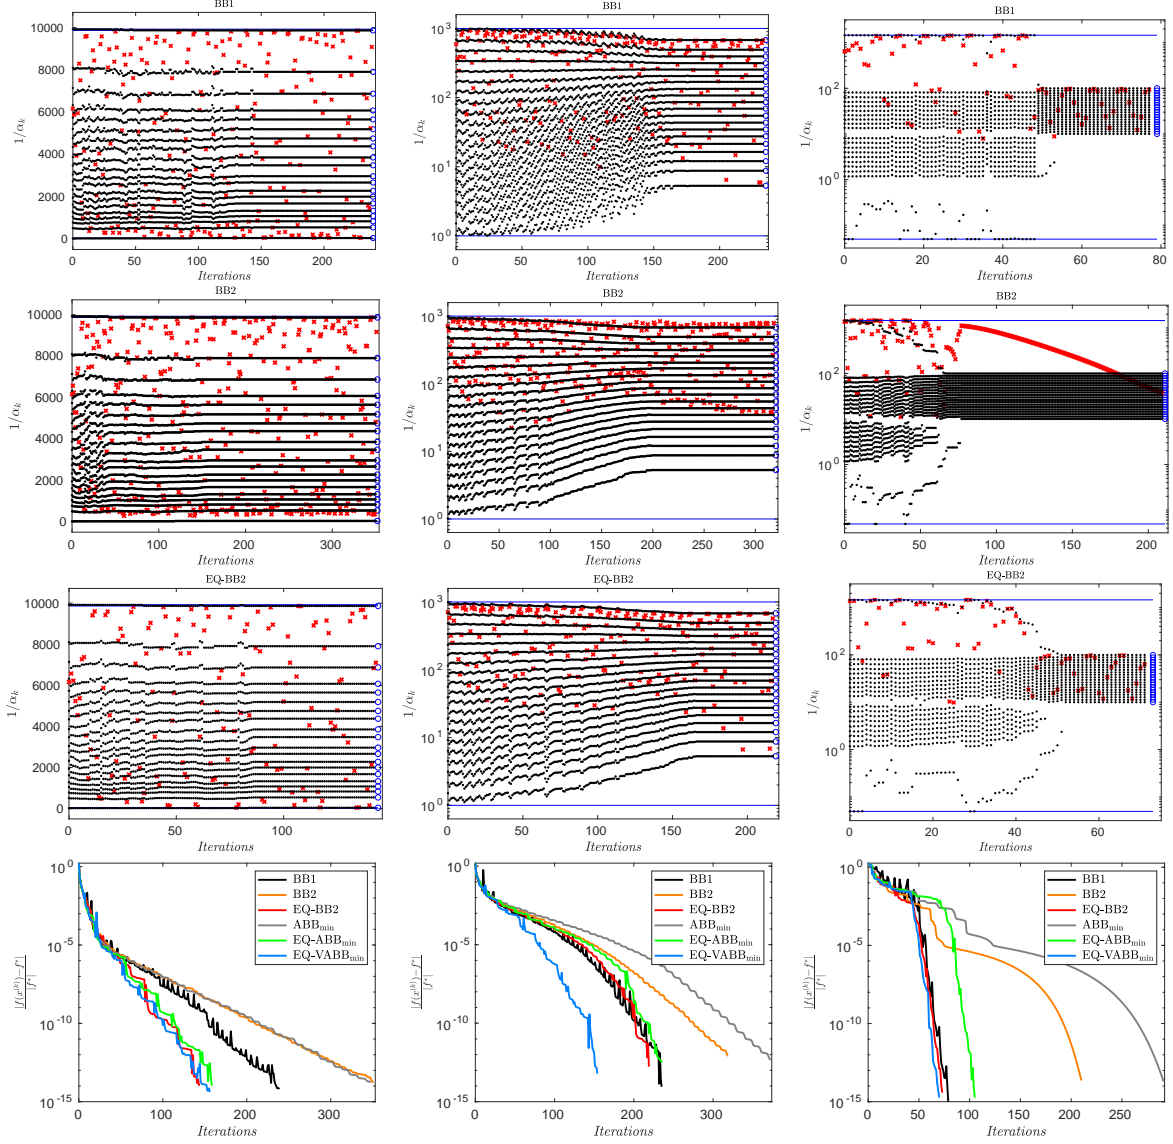 BB1
10000
8000
6000
4000
2000
0
1/α_k
0 50 100 150 200
Iterations
BB1
10^3
10^2
10^1
10^0
1/α_k
0 50 100 150 200
Iterations
BB1
10^2
10^0
1/α_k
0 20 40 60 80
Iterations
BB2
10000
8000
6000
4000
2000
0
1/α_k
0 100 200 300
Iterations
BB2
10^3
10^2
10^1
10^0
1/α_k
0 50 100 150 200 250 300
Iterations
BB2
10^2
10^0
1/α_k
0 50 100 150 200
Iterations
EQ-BB2
10000
8000
6000
4000
2000
0
1/α_k
0 50 100
Iterations
EQ-BB2
10^3
10^2
10^1
10^0
1/α_k
0 50 100 150 200
Iterations
EQ-BB2
10^2
10^0
1/α_k
0 20 40 60
Iterations
10^0
10^-5
10^-10
10^-15
|f(x^(k))−f*|
|f*|
BB1
BB2
EQ-BB2
ABB_min
EQ-ABB_min
EQ-VABB_min
0 100 200 300
Iterations
10^0
10^-5
10^-10
10^-15
|f(x^(k))−f*|
|f*|
BB1
BB2
EQ-BB2
ABB_min
EQ-ABB_min
EQ-VABB_min
0 100 200 300
Iterations
10^0
10^-5
10^-10
10^-15
|f(x^(k))−f*|
|f*|
BB1
BB2
EQ-BB2
ABB_min
EQ-ABB_min
EQ-VABB_min
0 50 100 150 200 250
Iterations